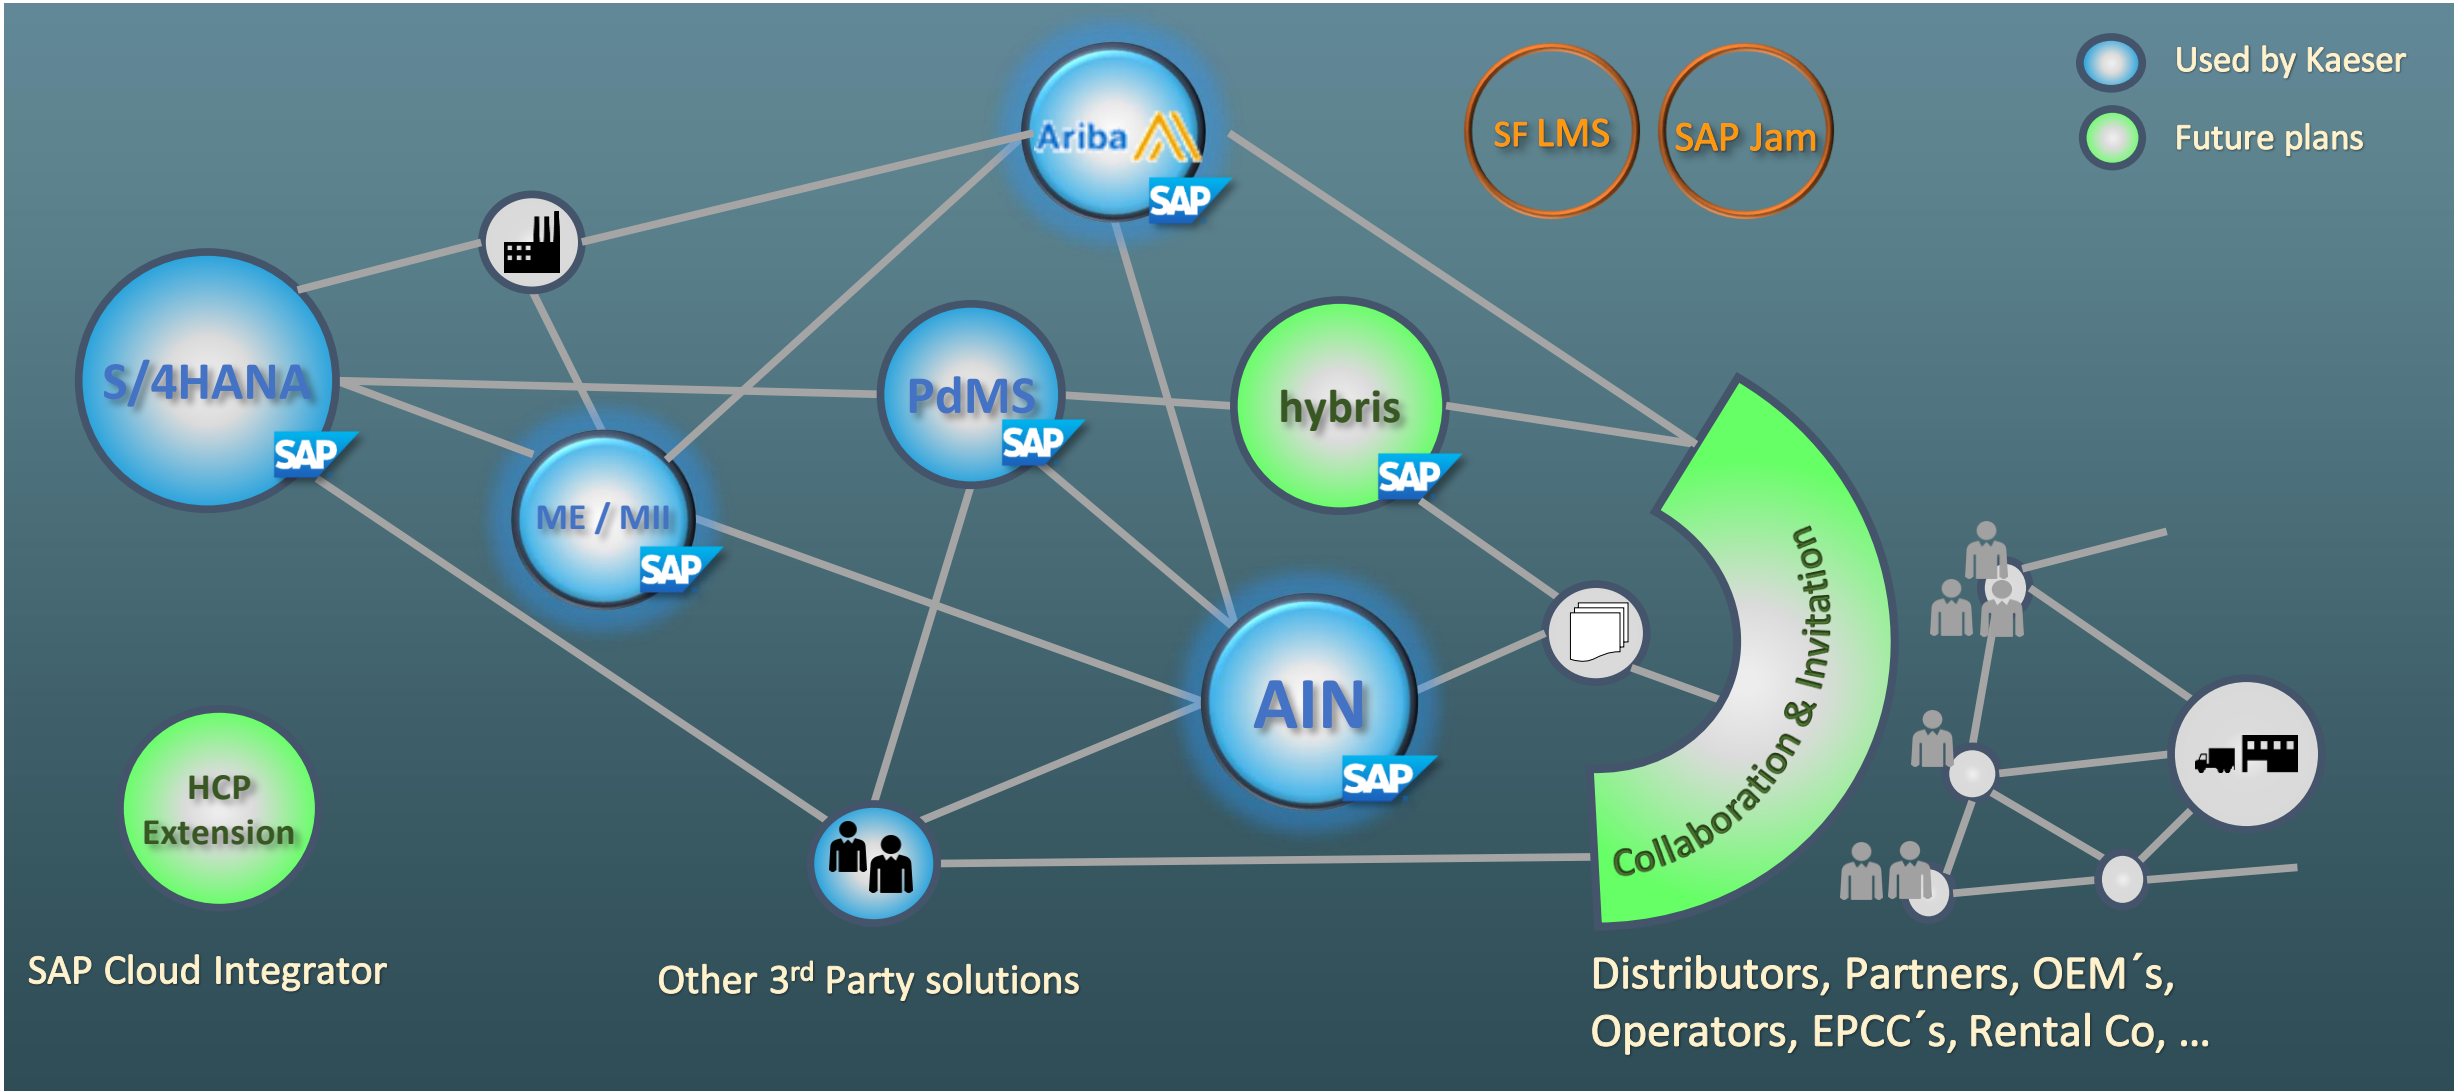 Ariba
SAP
SF LMS
SAP Jam
Used by Kaeser
Future plans
S/4HANA
SAP
PdMS
SAP
hybris
SAP
ME / MII
SAP
AIN
SAP
Collaboration & Invitation
HCP
Extension
SAP Cloud Integrator
Other 3rd Party solutions
Distributors, Partners, OEM´s,
Operators, EPCC´s, Rental Co, ...